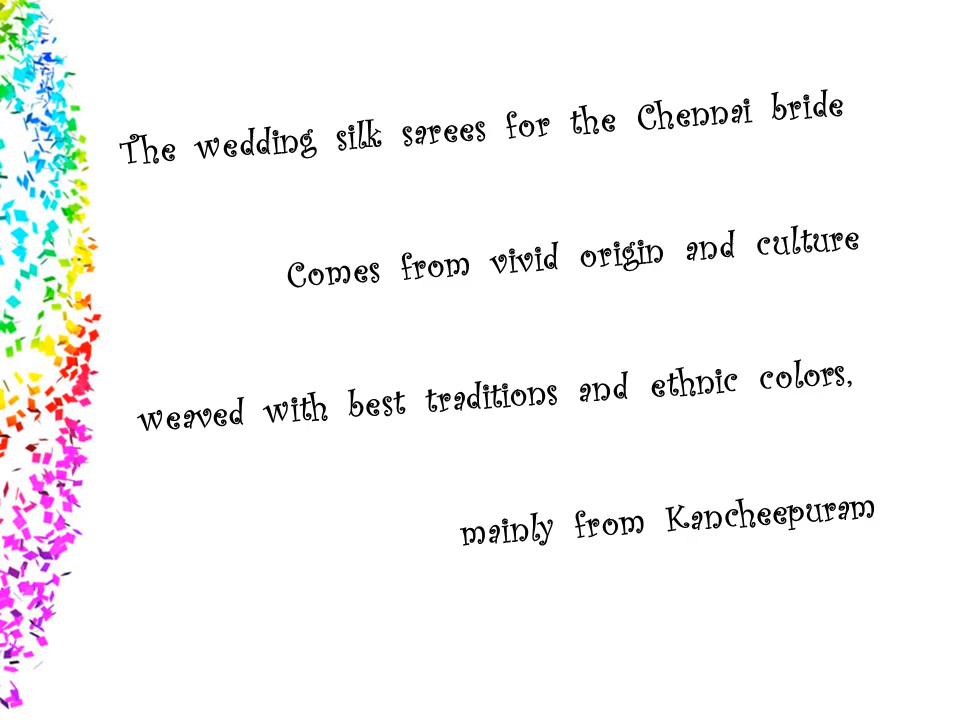 The wedding silk sarees for the Chennai bride
Comes from vivid origin and culture
weaved with best traditions and ethnic colors,
mainly from Kancheepuram